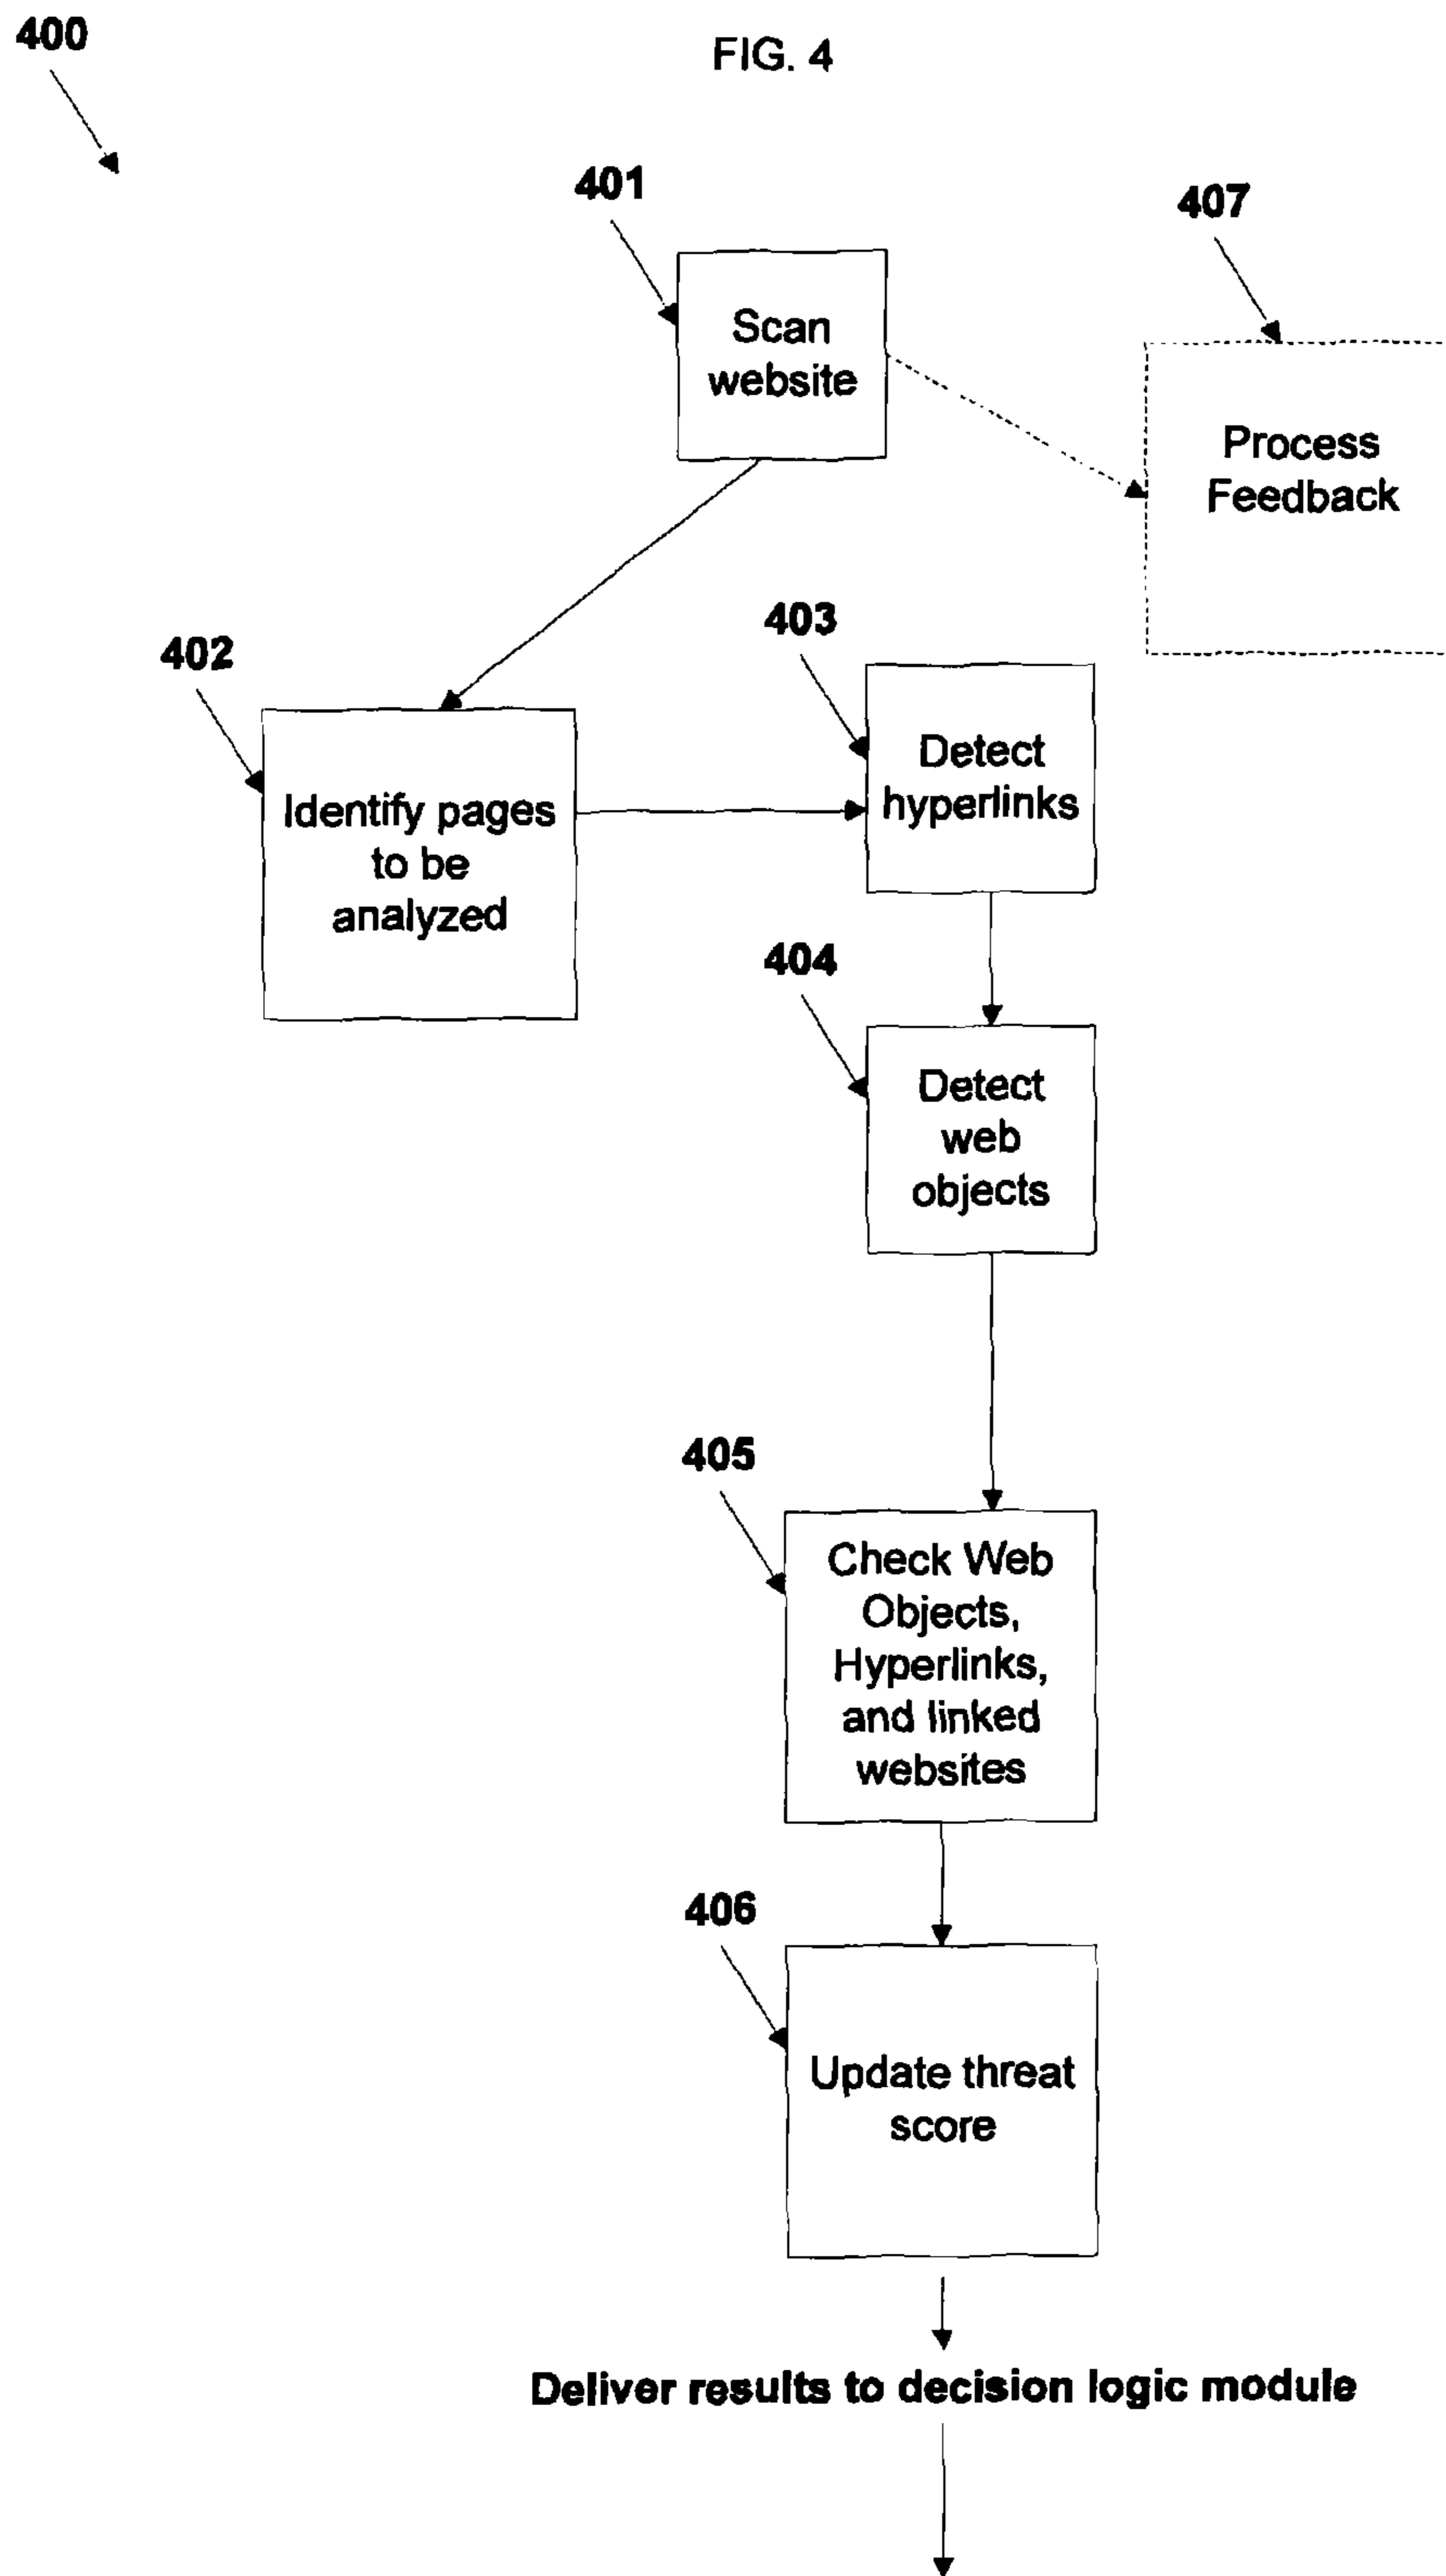 400
FIG. 4
401
407
Scan
website
Process
Feedback
403
402
Detect
hyperlinks
Identify pages
to be
analyzed
404
Detect
web
objects
405
Check Web
Objects,
Hyperlinks,
and linked
websites
406
Update threat
score
Deliver results to decision logic module